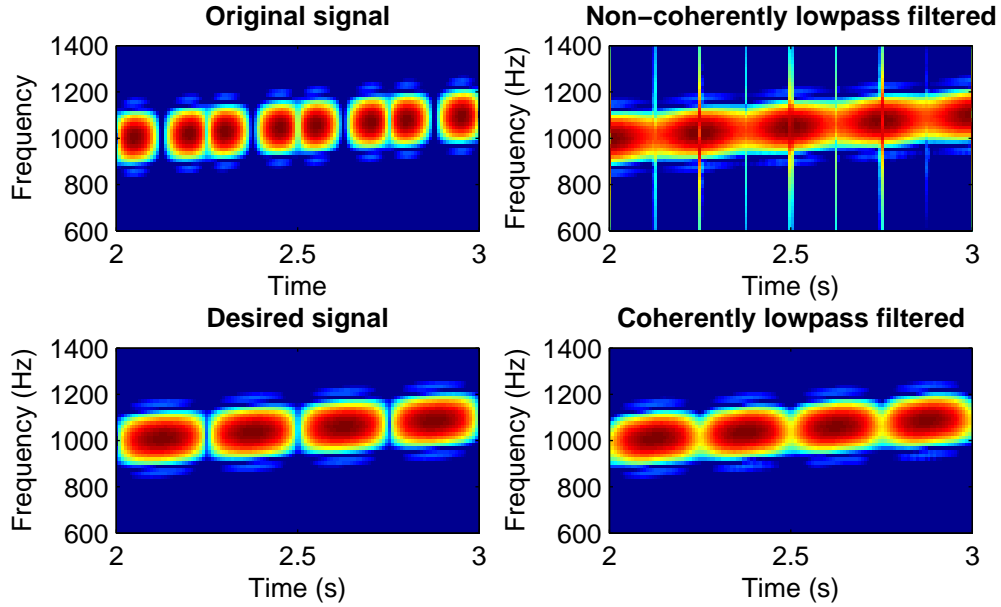 Original signal
Frequency
1400
1200
1000
800
600
2
2.5
3
Time
Non−coherently lowpass filtered
Frequency (Hz)
1400
1200
1000
800
600
2
2.5
3
Time (s)
Desired signal
Frequency (Hz)
1400
1200
1000
800
600
2
2.5
3
Time (s)
Coherently lowpass filtered
Frequency (Hz)
1400
1200
1000
800
600
2
2.5
3
Time (s)